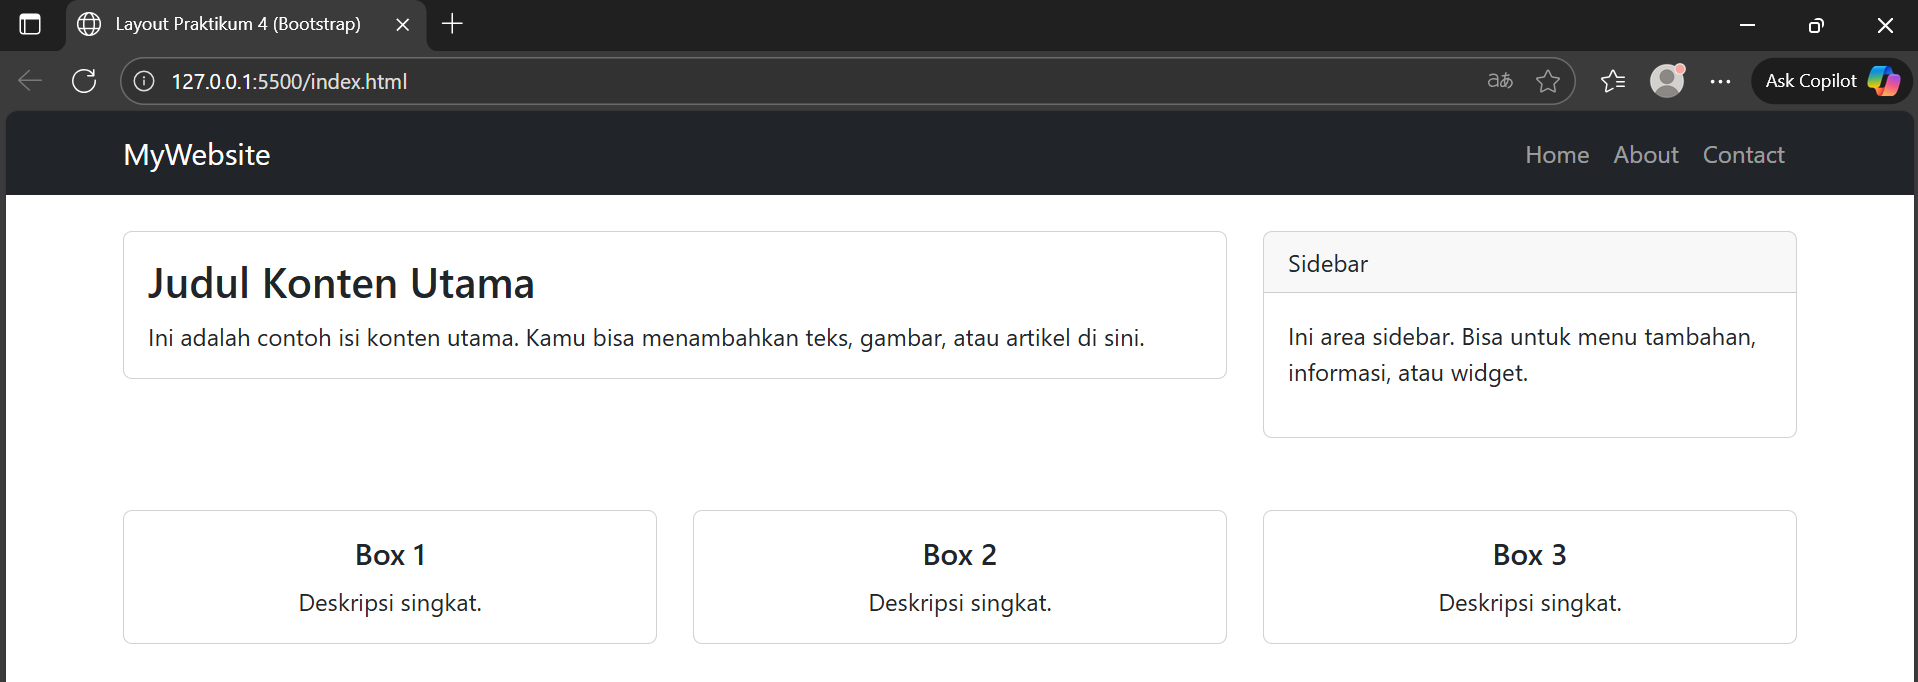 Layout Praktikum 4 (Bootstrap)
127.0.0.1:5500/index.html
aあ
Ask Copilot
MyWebsite
Home About Contact
Judul Konten Utama
Ini adalah contoh isi konten utama. Kamu bisa menambahkan teks, gambar, atau artikel di sini.
Sidebar
Ini area sidebar. Bisa untuk menu tambahan,
informasi, atau widget.
Box 1
Deskripsi singkat.
Box 2
Deskripsi singkat.
Box 3
Deskripsi singkat.